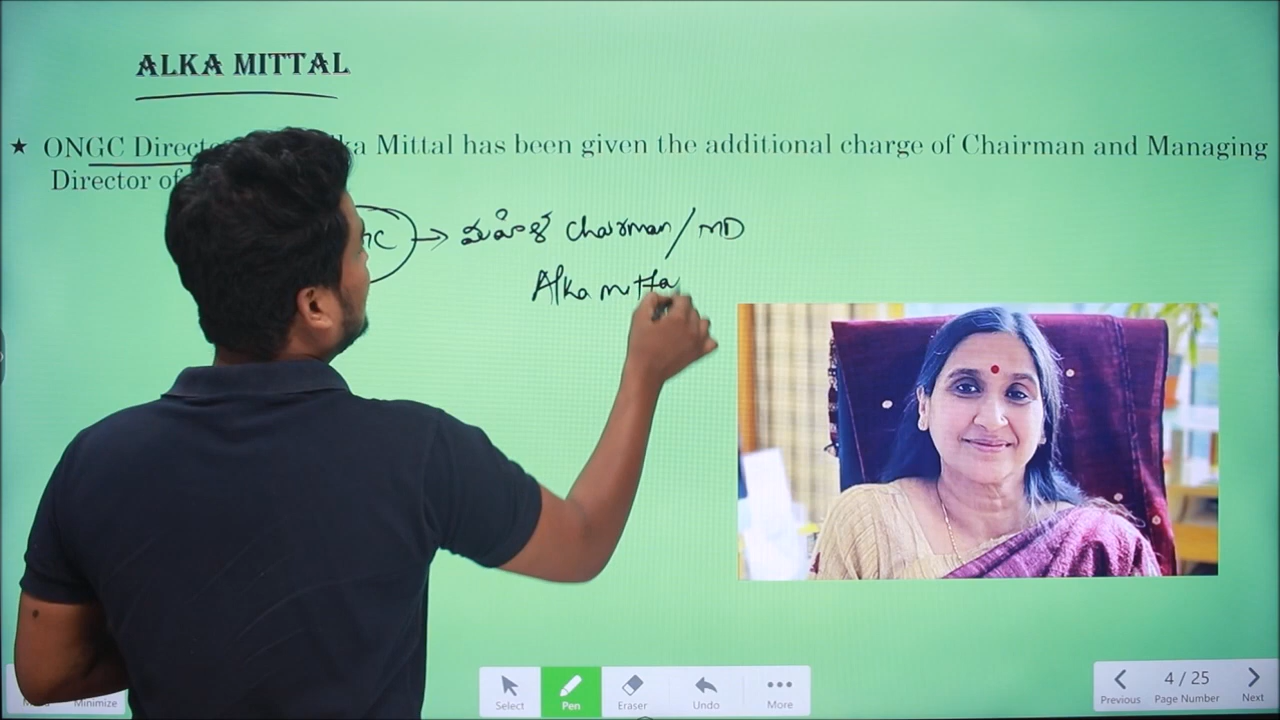 ALKA MITTAL
★ ONGC Direct Mittal has been given the additional charge of Chairman and Managing
Director of
→ మహిళ Chairman / MD
Alka mitta
Minimize
Select Pen Eraser Undo More
4 / 25
Previous Page Number Next